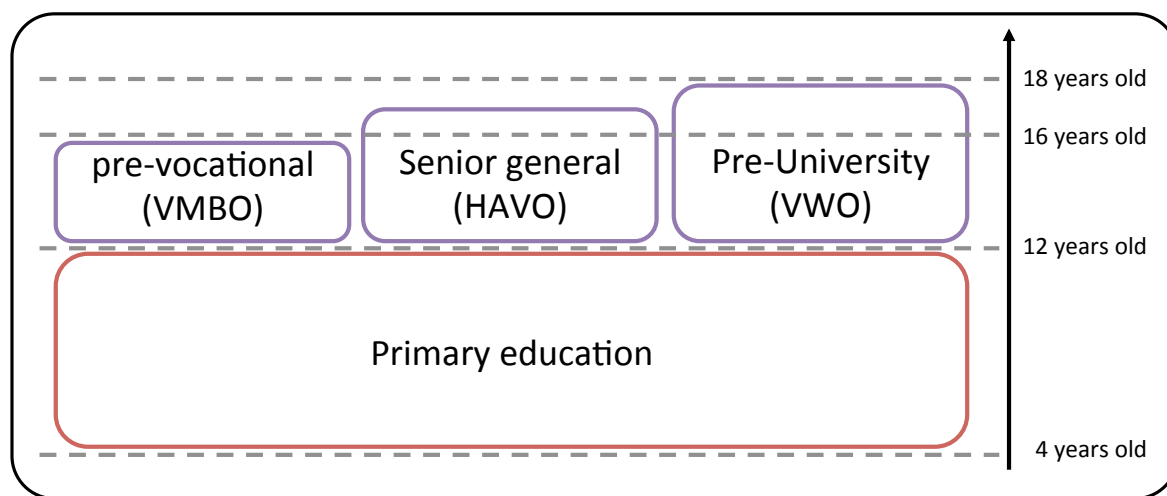 18 years old
16 years old
pre-vocational
(VMBO)
Senior general
(HAVO)
Pre-University
(VWO)
12 years old
Primary education
4 years old